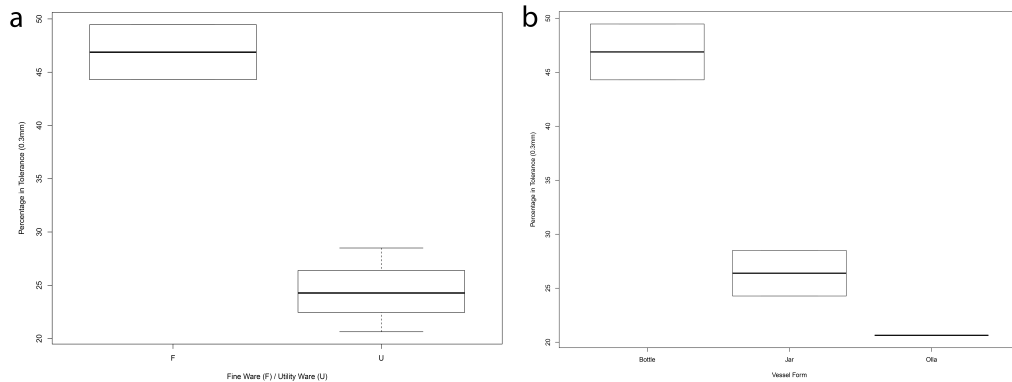 a
Percentage in Tolerance (0.3mm)
50
45
40
35
30
25
20
F
U
Fine Ware (F) / Utility Ware (U)
b
Percentage in Tolerance (0.3mm)
50
45
40
35
30
25
20
Bottle
Jar
Olla
Vessel Form